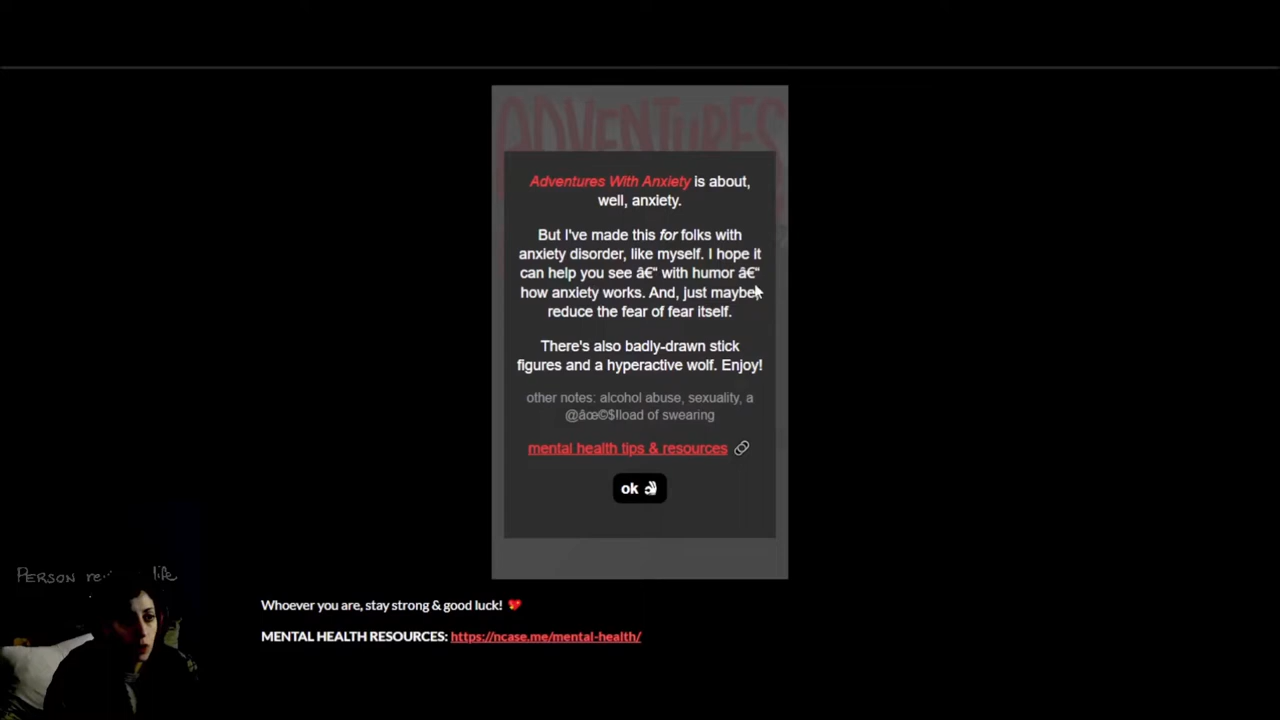 ADVENTURES
Adventures With Anxiety is about,
well, anxiety.
But I've made this for folks with
anxiety disorder, like myself. I hope it
can help you see â€“ with humor â€“
how anxiety works. And, just maybe,
reduce the fear of fear itself.
There's also badly-drawn stick
figures and a hyperactive wolf. Enjoy!
other notes: alcohol abuse, sexuality, a
@âœ©$!load of swearing
mental health tips & resources
ok
PERSON life
Whoever you are, stay strong & good luck! 💖
MENTAL HEALTH RESOURCES: https://ncase.me/mental-health/